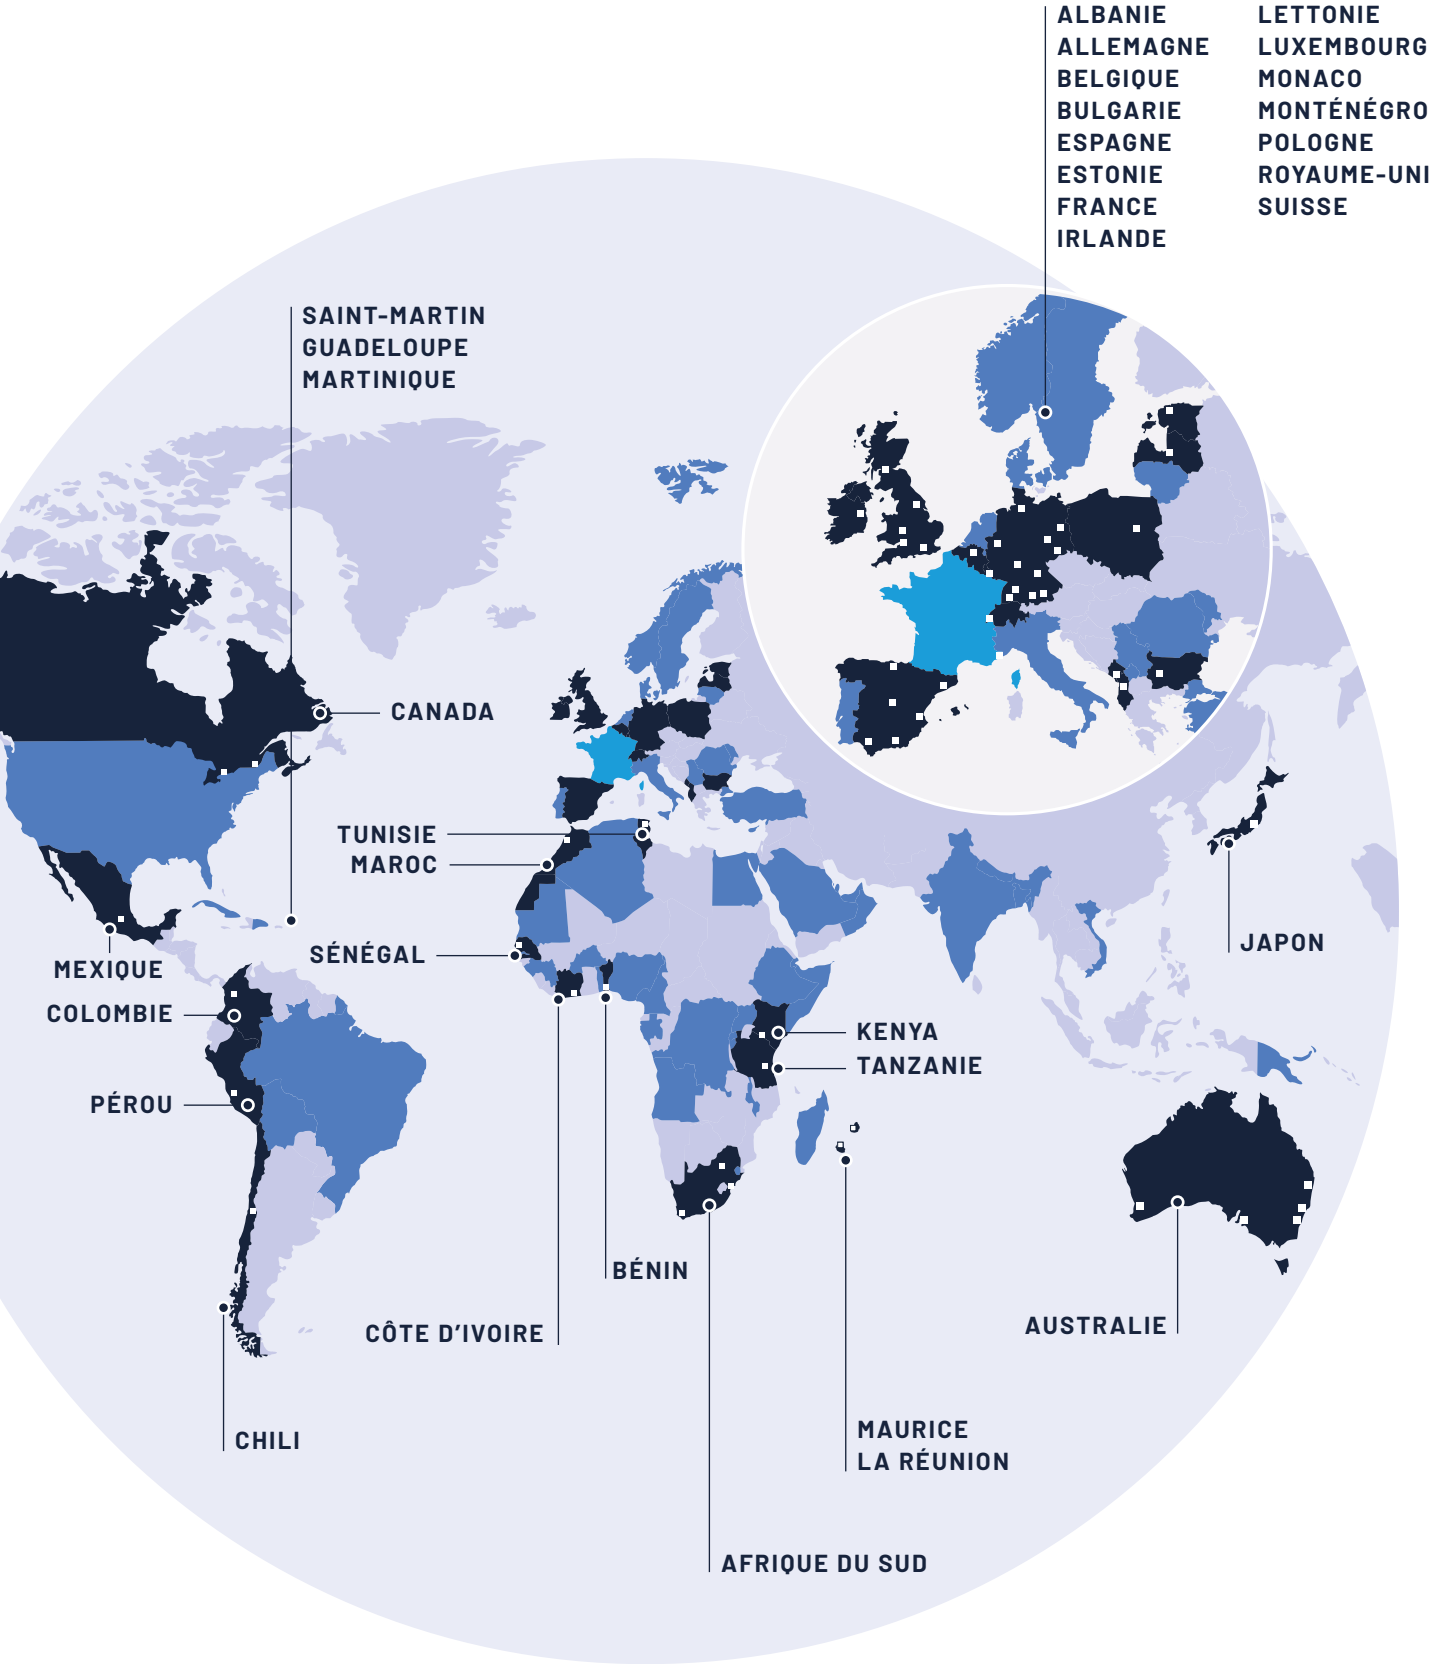 ALBANIE
ALLEMAGNE
BELGIQUE
BULGARIE
ESPAGNE
ESTONIE
FRANCE
IRLANDE
LETTONIE
LUXEMBOURG
MONACO
MONTÉNÉGRO
POLOGNE
ROYAUME-UNI
SUISSE
SAINT-MARTIN
GUADELOUPE
MARTINIQUE
CANADA
TUNISIE
MAROC
SÉNÉGAL
MEXIQUE
COLOMBIE
PÉROU
JAPON
KENYA
TANZANIE
BÉNIN
CÔTE D’IVOIRE
AUSTRALIE
CHILI
MAURICE
LA RÉUNION
AFRIQUE DU SUD